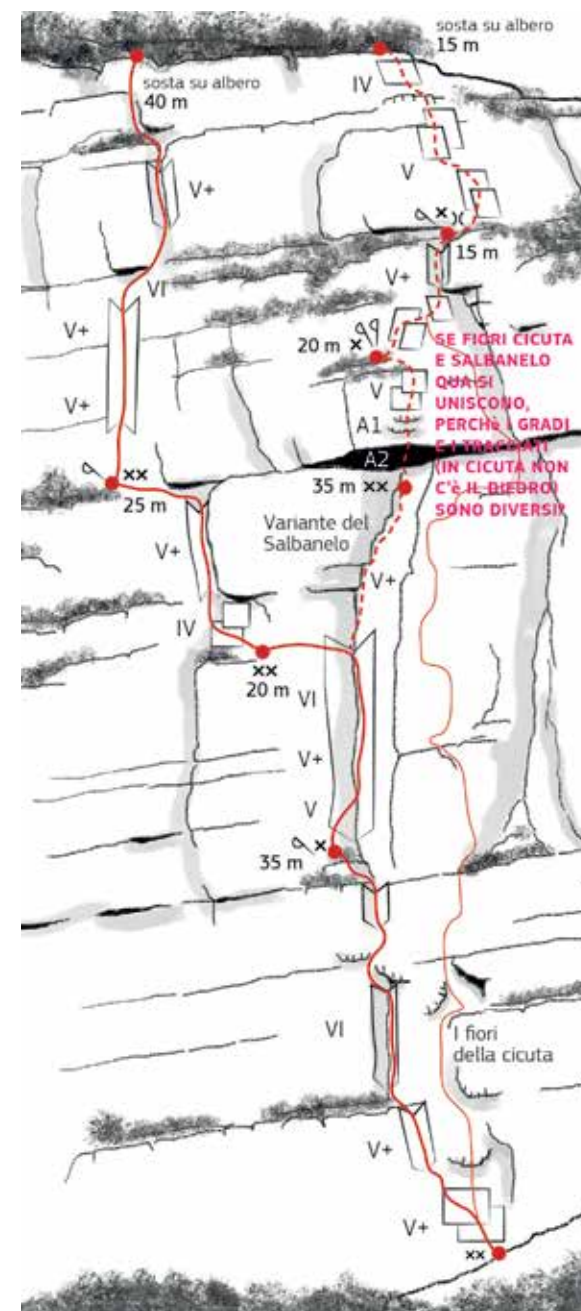 sosta su albero
15 m
sosta su albero
40 m
IV
V
V+
15 m
V+
VI
V+
20 m
SE FIORI CICUTA
E SALBANELO
QUA SI
UNISCONO,
PERCHè I GRADI
E I TRACCIATI
(IN CICUTA NON
C'è IL DIEDRO)
SONO DIVERSI?
V
V+
A1
A2
35 m
25 m
Variante del
Salbanelo
V+
V+
IV
20 m
VI
V+
V
35 m
VI
I fiori
della cicuta
V+
V+